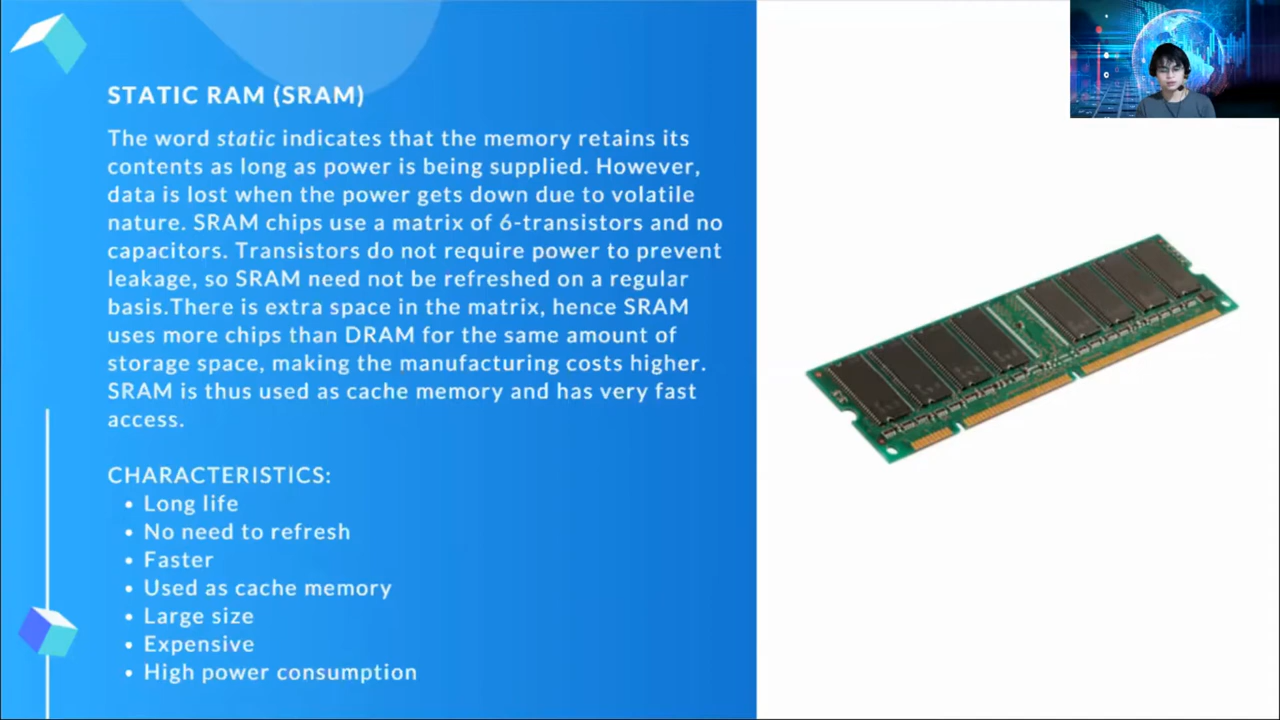 STATIC RAM (SRAM)
The word static indicates that the memory retains its
contents as long as power is being supplied. However,
data is lost when the power gets down due to volatile
nature. SRAM chips use a matrix of 6-transistors and no
capacitors. Transistors do not require power to prevent
leakage, so SRAM need not be refreshed on a regular
basis.There is extra space in the matrix, hence SRAM
uses more chips than DRAM for the same amount of
storage space, making the manufacturing costs higher.
SRAM is thus used as cache memory and has very fast
access.
CHARACTERISTICS:
• Long life
• No need to refresh
• Faster
• Used as cache memory
• Large size
• Expensive
• High power consumption